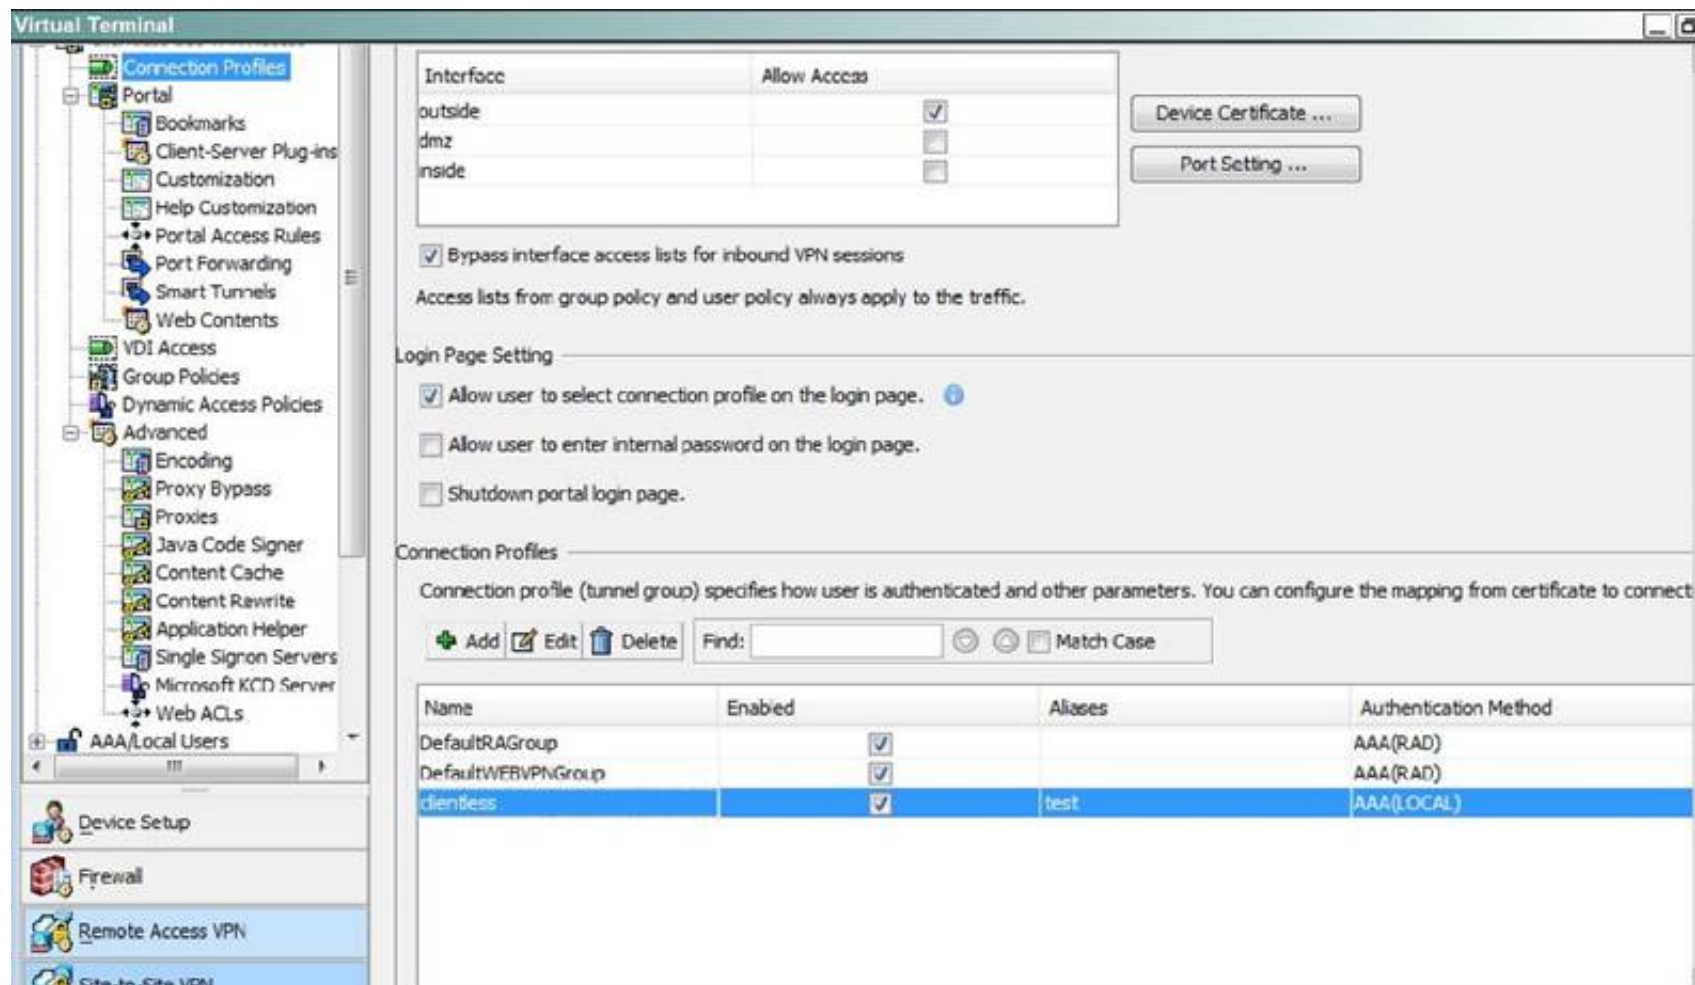 Virtual Terminal
Connection Profiles
Portal
Bookmarks
Client-Server Plug-ins
Customization
Help Customization
Portal Access Rules
Port Forwarding
Smart Tunnels
Web Contents
VDI Access
Group Policies
Dynamic Access Policies
Advanced
Encoding
Proxy Bypass
Proxies
Java Code Signer
Content Cache
Content Rewrite
Application Helper
Single Signon Servers
Microsoft KCD Server
Web ACLs
AAA/Local Users
Device Setup
Firewall
Remote Access VPN
Site-to-Site VPN
Interface Allow Access
outside
dmz
inside
Device Certificate ...
Port Setting ...
Bypass interface access lists for inbound VPN sessions
Access lists from group policy and user policy always apply to the traffic.
Login Page Setting
Allow user to select connection profile on the login page.
Allow user to enter internal password on the login page.
Shutdown portal login page.
Connection Profiles
Connection profile (tunnel group) specifies how user is authenticated and other parameters. You can configure the mapping from certificate to connect
Add Edit Delete Find: Match Case
Name Enabled Aliases Authentication Method
DefaultRAGroup AAA(RAD)
DefaultWEBVPNGroup AAA(RAD)
clientless test AAA(LOCAL)